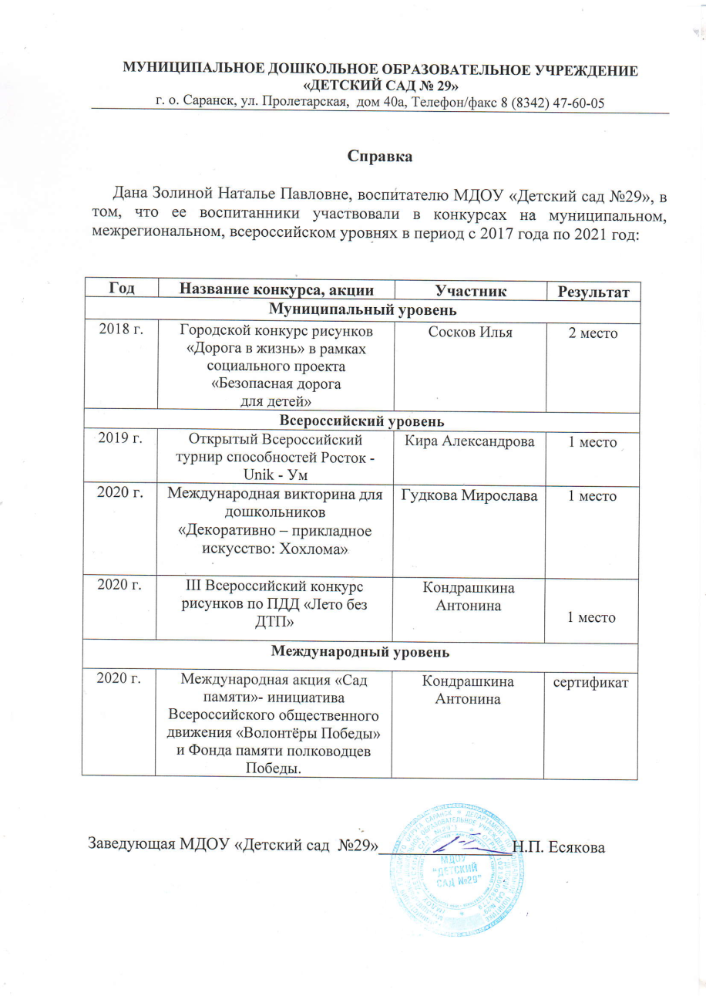 МУНИЦИПАЛЬНОЕ ДОШКОЛЬНОЕ ОБРАЗОВАТЕЛЬНОЕ УЧРЕЖДЕНИЕ
«ДЕТСКИЙ САД № 29»
г. о. Саранск, ул. Пролетарская, дом 40а, Телефон/факс 8 (8342) 47-60-05
Справка
Дана Золиной Наталье Павловне, воспитателю МДОУ «Детский сад №29», в
том, что ее воспитанники участвовали в конкурсах на муниципальном,
межрегиональном, всероссийском уровнях в период с 2017 года по 2021 год:
Год Название конкурса, акции Участник Результат
Муниципальный уровень
2018 г. Городской конкурс рисунков Сосков Илья 2 место
«Дорога в жизнь» в рамках
социального проекта
«Безопасная дорога
для детей»
Всероссийский уровень
2019 г. Открытый Всероссийский Кира Александрова 1 место
турнир способностей Росток -
Unik - Ум
2020 г. Международная викторина для Гудкова Мирослава 1 место
дошкольников
«Декоративно – прикладное
искусство: Хохлома»
2020 г. III Всероссийский конкурс Кондрашкина
рисунков по ПДД «Лето без Антонина
ДТП» 1 место
Международный уровень
2020 г. Международная акция «Сад Кондрашкина сертификат
памяти»- инициатива Антонина
Всероссийского общественного
движения «Волонтёры Победы»
и Фонда памяти полководцев
Победы.
Заведующая МДОУ «Детский сад №29» Н.П. Есякова
МДОУ
"ДЕТСКИЙ
САД №29"